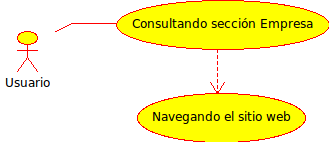 Consultando sección Empresa
Usuario
Navegando el sitio web